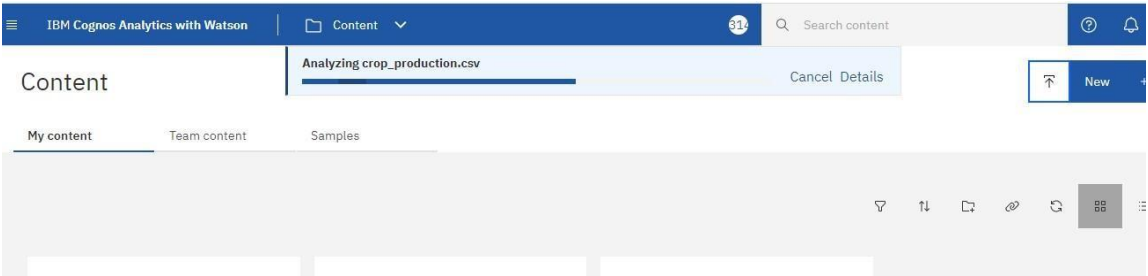 IBM Cognos Analytics with Watson
Content
314
Search content
Analyzing crop_production.csv
Cancel Details
Content
New
My content
Team content
Samples